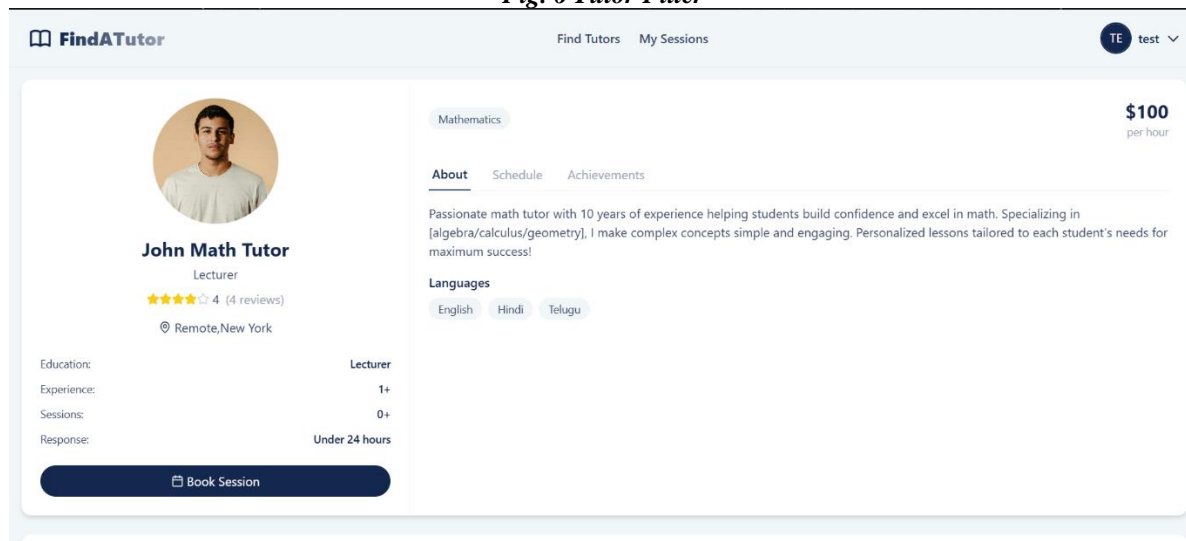 FindATutor
Find Tutors My Sessions
TE test
John Math Tutor
Lecturer
4 (4 reviews)
Remote,New York
Education: Lecturer
Experience: 1+
Sessions: 0+
Response: Under 24 hours
Book Session
Mathematics
$100
per hour
About Schedule Achievements
Passionate math tutor with 10 years of experience helping students build confidence and excel in math. Specializing in
[algebra/calculus/geometry], I make complex concepts simple and engaging. Personalized lessons tailored to each student's needs for
maximum success!
Languages
English Hindi Telugu